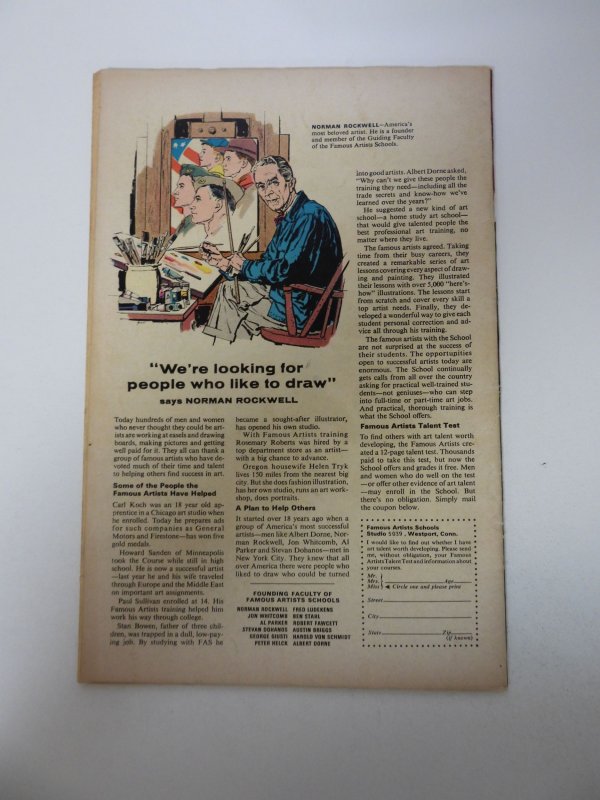 NORMAN ROCKWELL—America's
most beloved artist. He is a founder
and member of the Guiding Faculty
of the Famous Artists Schools.
"We're looking for
people who like to draw"
says NORMAN ROCKWELL
Today hundreds of men and women
who never thought they could be art-
ists are working at easels and drawing
boards, making pictures and getting
well paid for it. They all can thank a
group of famous artists who have de-
voted much of their time and talent
to helping others find success in art.
Some of the People the
Famous Artists Have Helped
Carl Koch was an 18 year old ap-
prentice in a Chicago art studio when
he enrolled. Today he prepares ads
for such companies as General
Motors and Firestone—has won five
gold medals.
Howard Sanden of Minneapolis
took the Course while still in high
school. He is now a successful artist
—last year he and his wife traveled
through Europe and the Middle East
on important art assignments.
Paul Sullivan enrolled at 14. His
Famous Artists training helped him
work his way through college.
Stan Bowen, father of three chil-
dren, was trapped in a dull, low-pay-
ing job. By studying with FAS he
became a sought-after illustrator,
has opened his own studio.
With Famous Artists training
Rosemary Roberts was hired by a
top department store as an artist—
with a big chance to advance.
Oregon housewife Helen Tryk
lives 150 miles from the nearest big
city. But she does fashion illustration,
has her own studio, runs an art work-
shop, does portraits.
A Plan to Help Others
It started over 18 years ago when a
group of America's most successful
artists—men like Albert Dorne, Nor-
man Rockwell, Jon Whitcomb, Al
Parker and Stevan Dohanos—met in
New York City. They knew that all
over America there were people who
liked to draw who could be turned
FOUNDING FACULTY OF
FAMOUS ARTISTS SCHOOLS
NORMAN ROCKWELL FRED LUDEKENS
JON WHITCOMB BEN STAHL
AL PARKER ROBERT FAWCETT
STEVAN DOHANOS AUSTIN BRIGGS
GEORGE GIUSTI HAROLD VON SCHMIDT
PETER HELCK ALBERT DORNE
into good artists. Albert Dorne asked,
"Why can't we give these people the
training they need—including all the
trade secrets and know-how we've
learned over the years?"
He suggested a new kind of art
school—a home study art school—
that would give talented people the
best professional art training, no
matter where they live.
The famous artists agreed. Taking
time from their busy careers, they
created a remarkable series of art
lessons covering every aspect of draw-
ing and painting. They illustrated
their lessons with over 5,000 "here's-
how" illustrations. The lessons start
from scratch and cover every skill a
top artist needs. Finally, they de-
veloped a wonderful way to give each
student personal correction and ad-
vice all through his training.
The famous artists with the School
are not surprised at the success of
their students. The opportunities
open to successful artists today are
enormous. The School continually
gets calls from all over the country
asking for practical well-trained stu-
dents—not geniuses—who can step
into full-time or part-time art jobs.
And practical, thorough training is
what the School offers.
Famous Artists Talent Test
To find others with art talent worth
developing, the Famous Artists cre-
ated a 12-page talent test. Thousands
paid to take this test, but now the
School offers and grades it free. Men
and women who do well on the test
—or offer other evidence of art talent
—may enroll in the School. But
there's no obligation. Simply mail
the coupon below.
Famous Artists Schools
Studio 5939, Westport, Conn.
I would like to find out whether I have
art talent worth developing. Please send
me, without obligation, your Famous
Artists Talent Test and information about
your courses.
Mr.
Mrs. Age
Miss Circle one and please print
Street
City
State Zip
(if known)